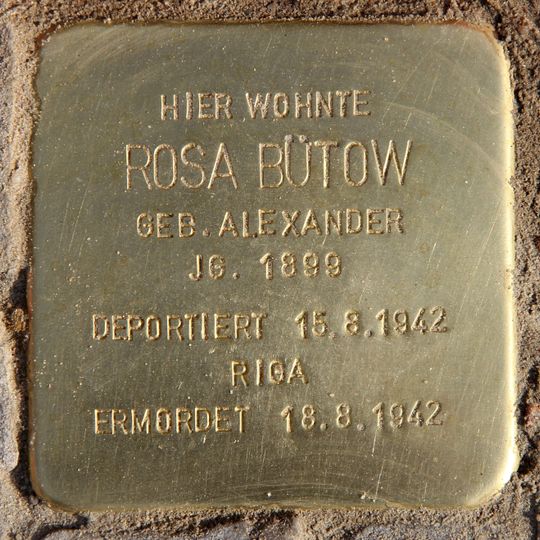 HIER WOHNTE
ROSA BÜTOW
GEB. ALEXANDER
JG. 1899
DEPORTIERT 15.8.1942
RIGA
ERMORDET 18.8.1942